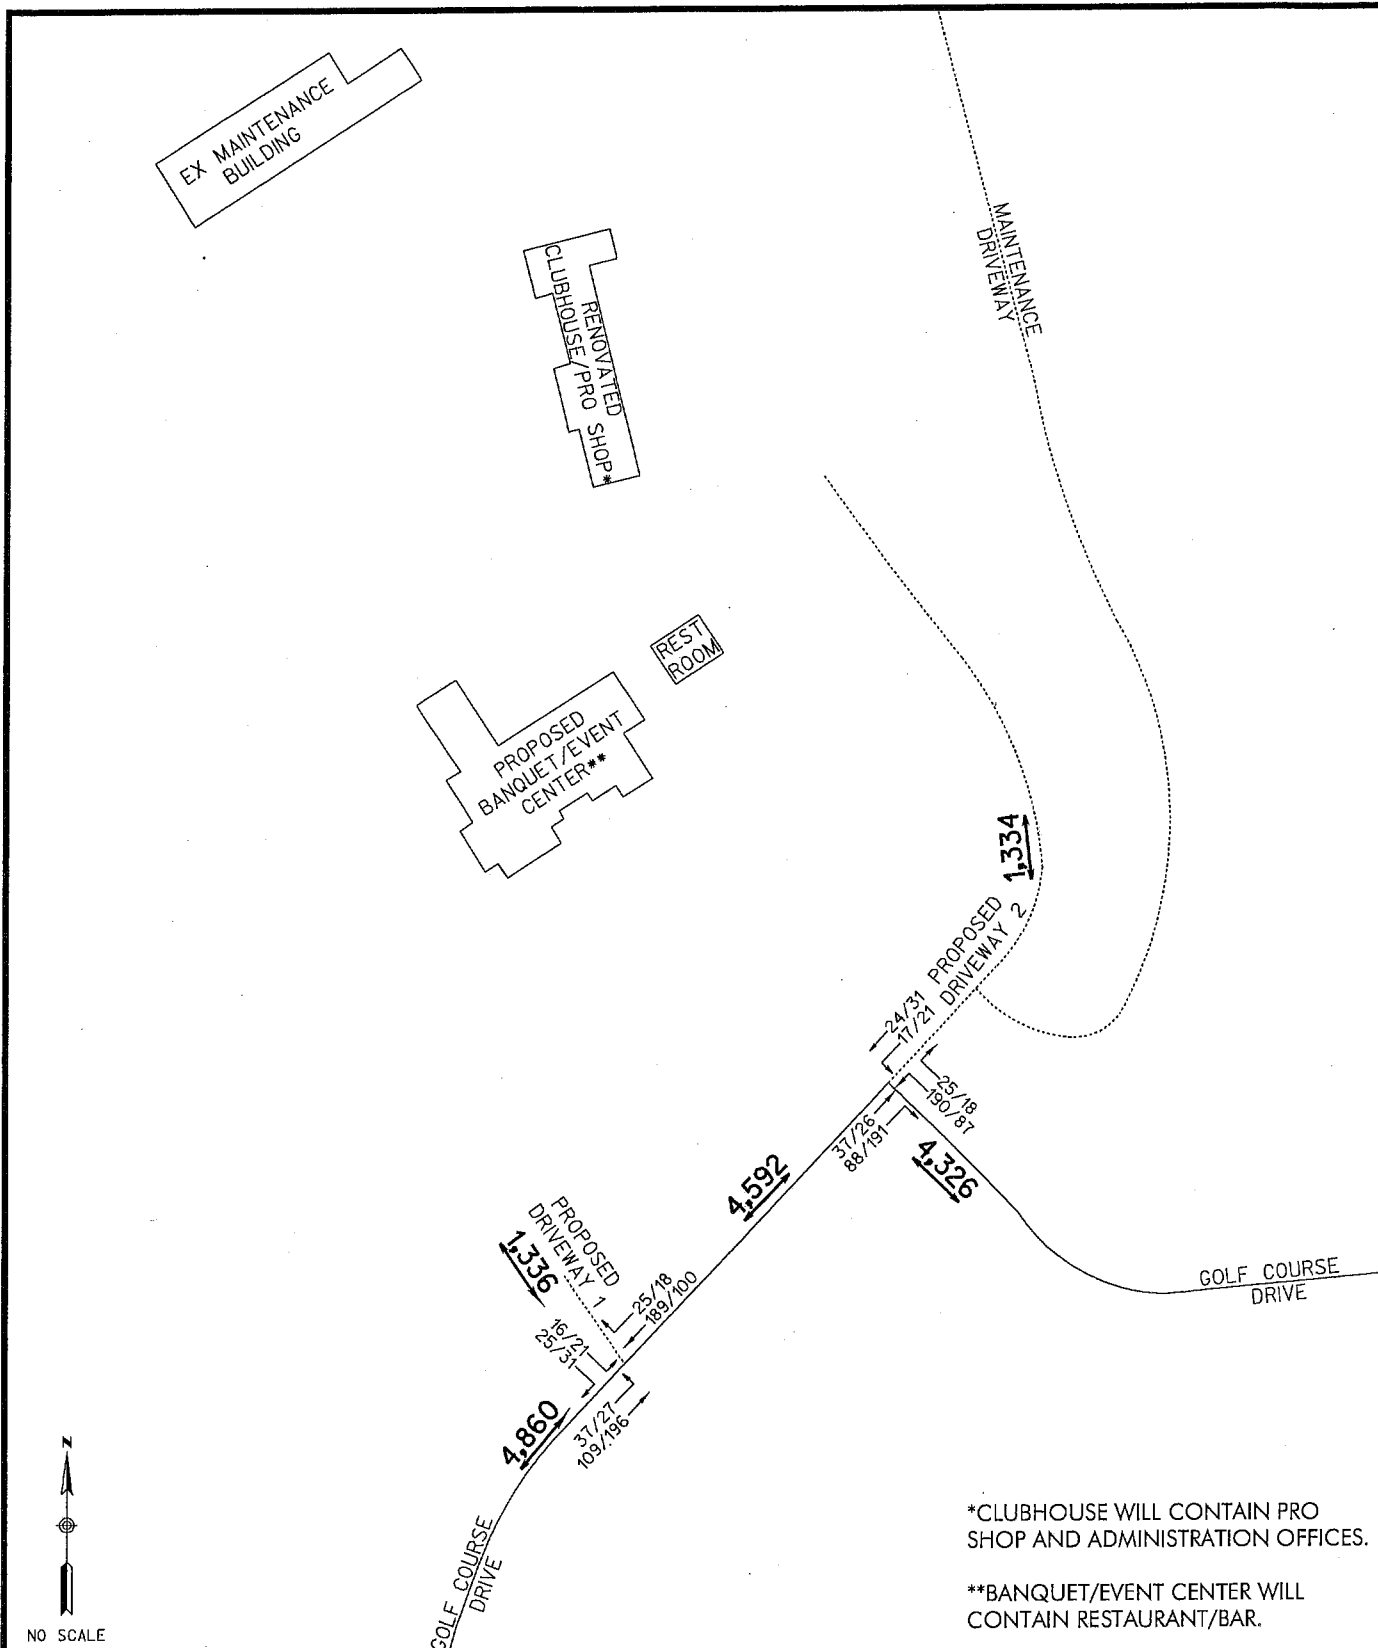 EX MAINTENANCE
BUILDING
MAINTENANCE
DRIVEWAY
RENOVATED
CLUBHOUSE/PRO SHOP*
REST
ROOM
PROPOSED
BANQUET/EVENT
CENTER**
1,334
PROPOSED
DRIVEWAY 2
24/31
17/21
25/18
190/87
37/26
88/191
4,326
4,592
PROPOSED
DRIVEWAY 1
1,336
25/18
189/100
16/21
25/31
37/27
109/196
4,860
GOLF COURSE
DRIVE
GOLF COURSE
DRIVE
N
NO SCALE
*CLUBHOUSE WILL CONTAIN PRO
SHOP AND ADMINISTRATION OFFICES.
**BANQUET/EVENT CENTER WILL
CONTAIN RESTAURANT/BAR.